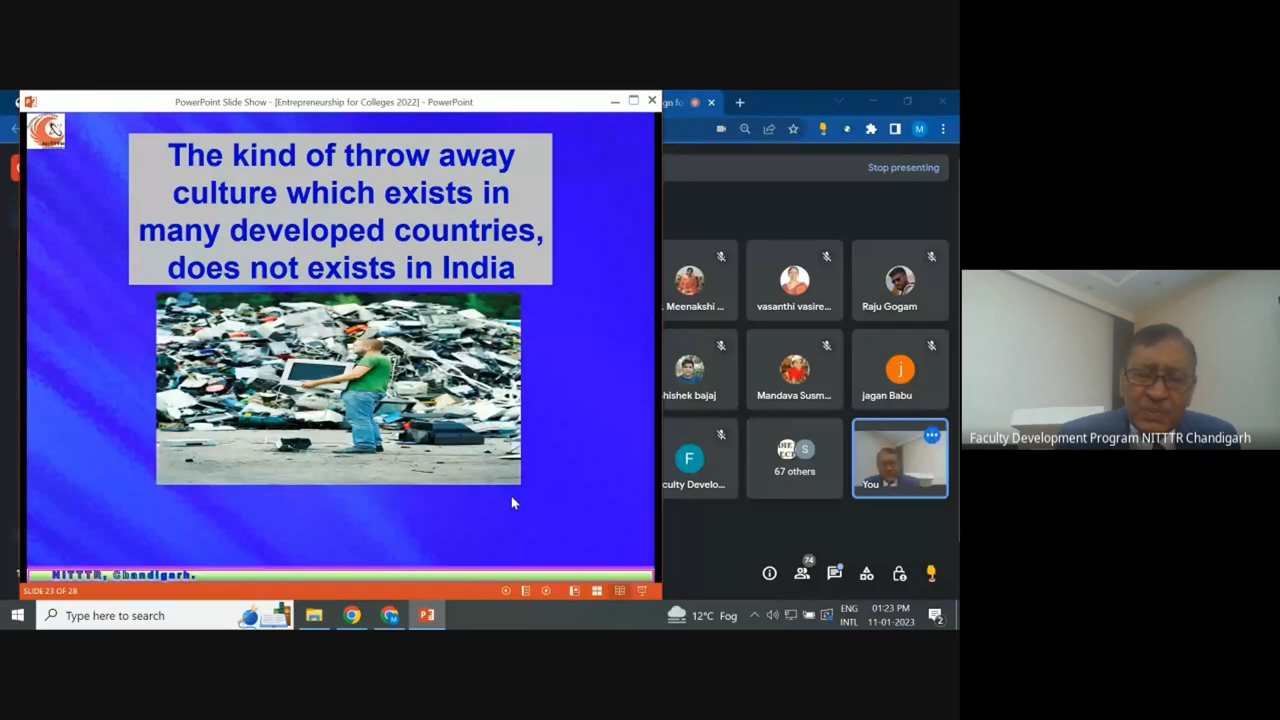 PowerPoint Slide Show - [Entrepreneurship for Colleges 2022] - PowerPoint
The kind of throw away
culture which exists in
many developed countries,
does not exists in India
NITTTR, Chandigarh.
SLIDE 23 OF 28
Stop presenting
M
Meenakshi ...
vasanthi vasire...
Raju Gogam
hishek bajaj
Mandava Susm...
j
jagan Babu
F
culty Develo...
S
67 others
You
74
Faculty Development Program NITTTR Chandigarh
Type here to search
12°C Fog
ENG
INTL
01:23 PM
11-01-2023
2